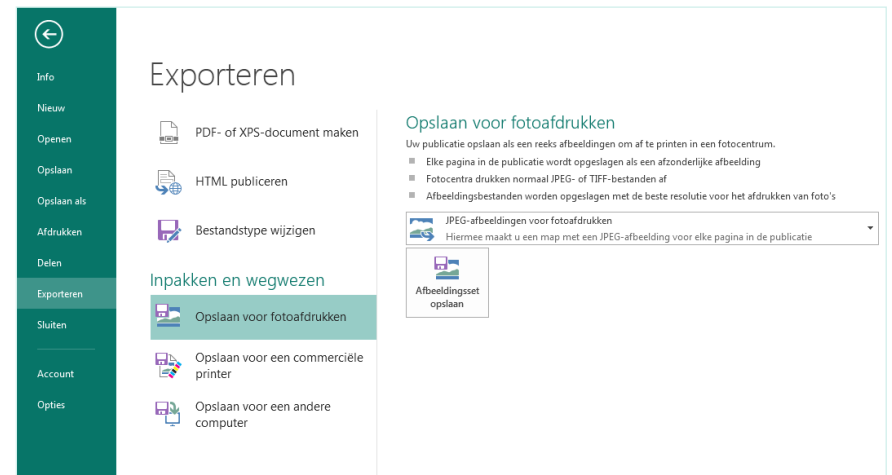 Info
Nieuw
Openen
Opslaan
Opslaan als
Afdrukken
Delen
Exporteren
Sluiten
Account
Opties
Exporteren
PDF- of XPS-document maken
HTML publiceren
Bestandstype wijzigen
Inpakken en wegwezen
Opslaan voor fotoafdrukken
Opslaan voor een commerciële
printer
Opslaan voor een andere
computer
Opslaan voor fotoafdrukken
Uw publicatie opslaan als een reeks afbeeldingen om af te printen in een fotocentrum.
Elke pagina in de publicatie wordt opgeslagen als een afzonderlijke afbeelding
Fotocentra drukken normaal JPEG- of TIFF-bestanden af
Afbeeldingsbestanden worden opgeslagen met de beste resolutie voor het afdrukken van foto's
JPEG-afbeeldingen voor fotoafdrukken
Hiermee maakt u een map met een JPEG-afbeelding voor elke pagina in de publicatie
Afbeeldingsset
opslaan